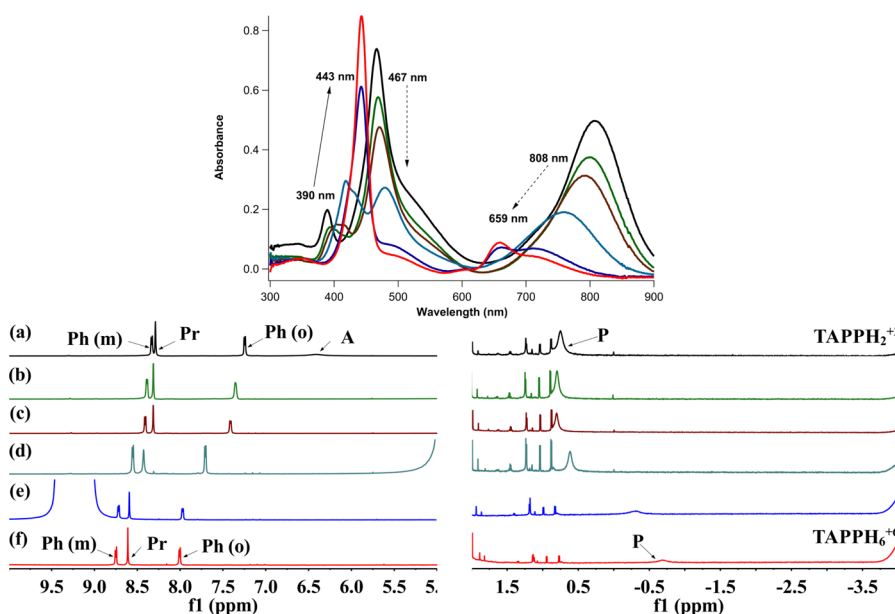 0.8
0.6
0.4
0.2
0.0
Absorbance
443 nm
467 nm
390 nm
808 nm
659 nm
300 400 500 600 700 800 900
Wavelength (nm)
(a) Ph (m) Pr Ph (o) A P TAPPH2+
(b)
(c)
(d)
(e)
(f) Ph (m) Pr Ph (o) P TAPPH6+
9.5 9.0 8.5 8.0 7.5 7.0 6.5 6.0 5.5 5. 1.5 0.5 -0.5 -1.5 -2.5 -3.5
f1 (ppm) f1 (ppm)